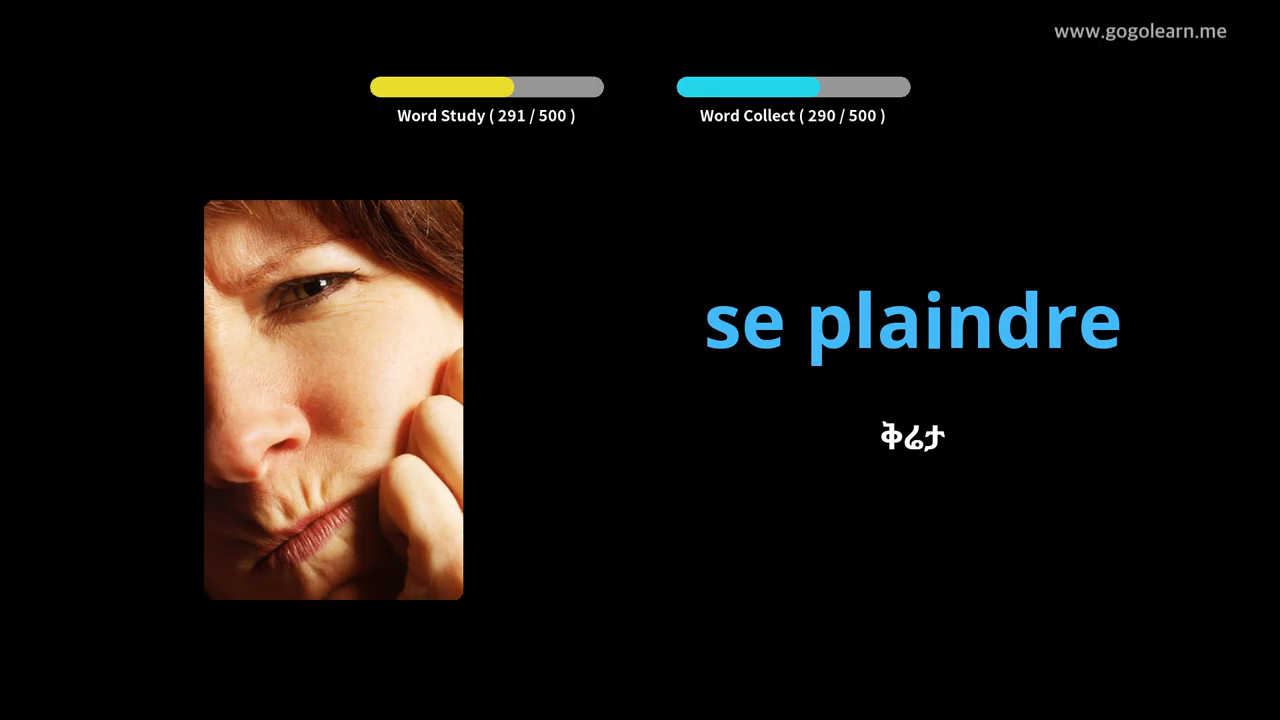 www.gogolearn.me
Word Study ( 291 / 500 )
Word Collect ( 290 / 500 )
se plaindre
ቅሬታ